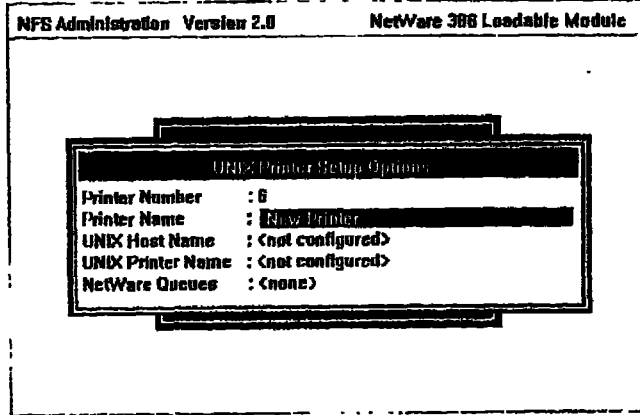 NFS Administration Version 2.0 NetWare 386 Loadable Module
UNIX Printer Setup Options
Printer Number : 6
Printer Name : New Printer
UNIX Host Name : <not configured>
UNIX Printer Name : <not configured>
NetWare Queues : <none>